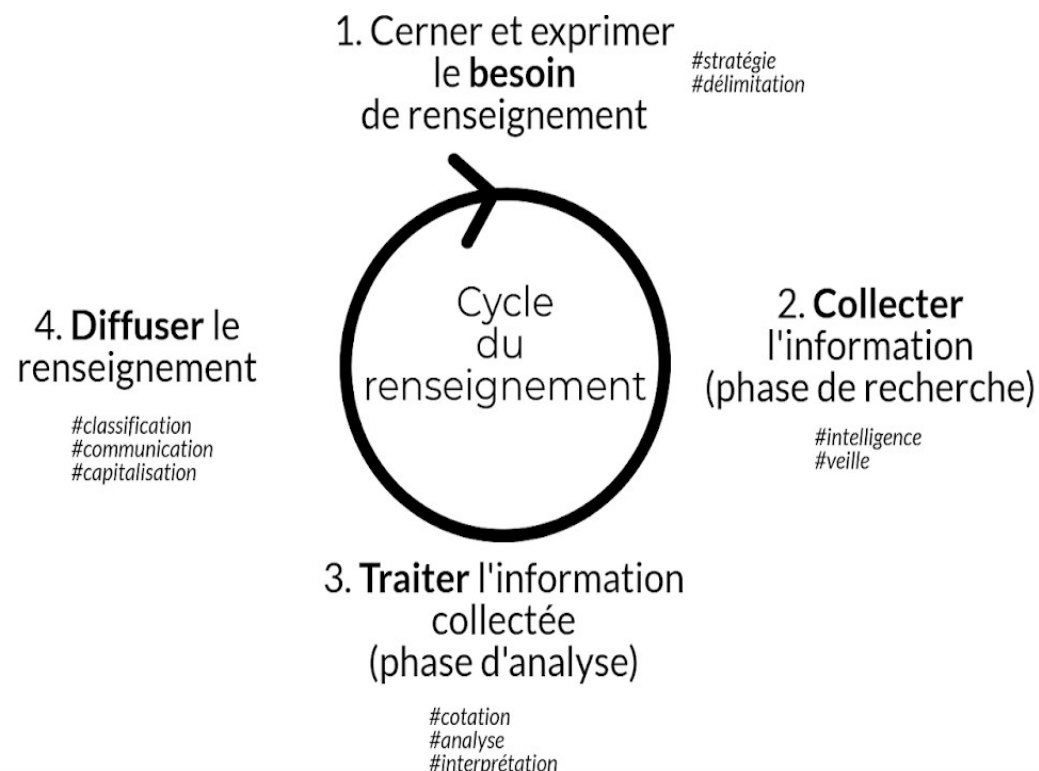 1. Cerner et exprimer
le besoin
de renseignement
#stratégie
#délimitation
Cycle
du
renseignement
2. Collecter
l'information
(phase de recherche)
#intelligence
#veille
3. Traiter l'information
collectée
(phase d'analyse)
#cotation
#analyse
#interprétation
4. Diffuser le
renseignement
#classification
#communication
#capitalisation